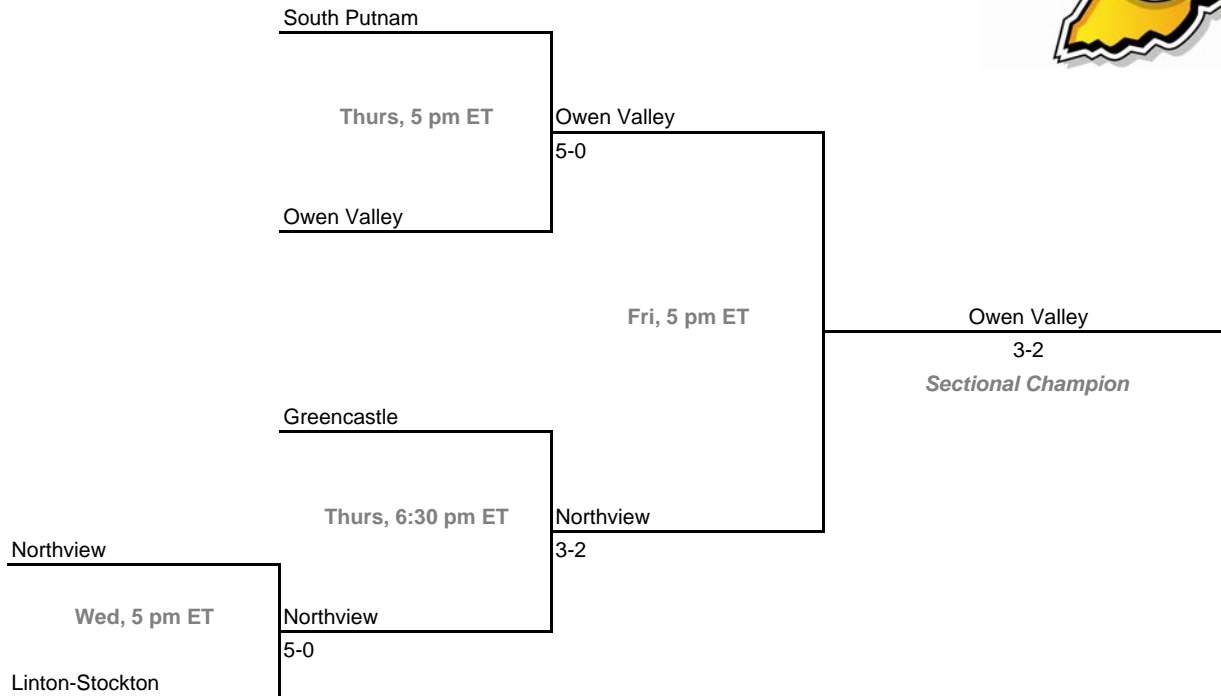 South Putnam
Thurs, 5 pm ET
Owen Valley
5-0
Owen Valley
Fri, 5 pm ET
Owen Valley
3-2
Sectional Champion
Greencastle
Thurs, 6:30 pm ET
Northview
3-2
Northview
Wed, 5 pm ET
Northview
5-0
Linton-Stockton